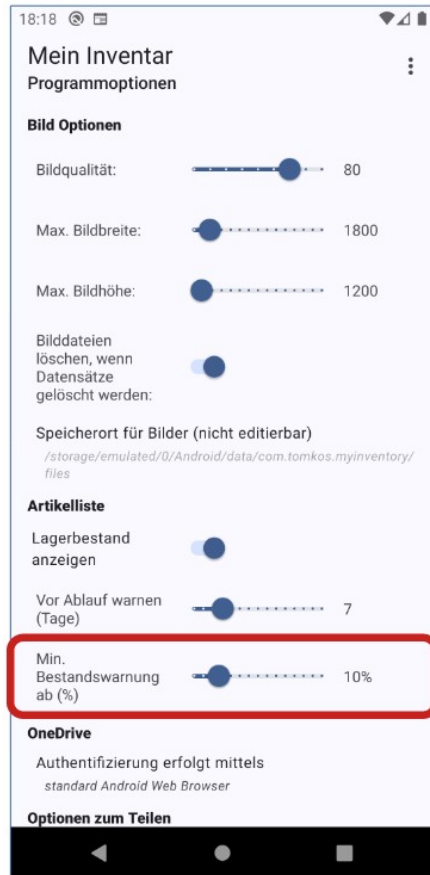 18:18
Mein Inventar
Programmoptionen
Bild Optionen
Bildqualität:
80
Max. Bildbreite:
1800
Max. Bildhöhe:
1200
Bilddateien
löschen, wenn
Datensätze
gelöscht werden:
Speicherort für Bilder (nicht editierbar)
/storage/emulated/0/Android/data/com.tomkos.myinventory/
files
Artikelliste
Lagerbestand
anzeigen
Vor Ablauf warnen
(Tage)
7
Min.
Bestandswarnung
ab (%)
10%
OneDrive
Authentifizierung erfolgt mittels
standard Android Web Browser
Optionen zum Teilen